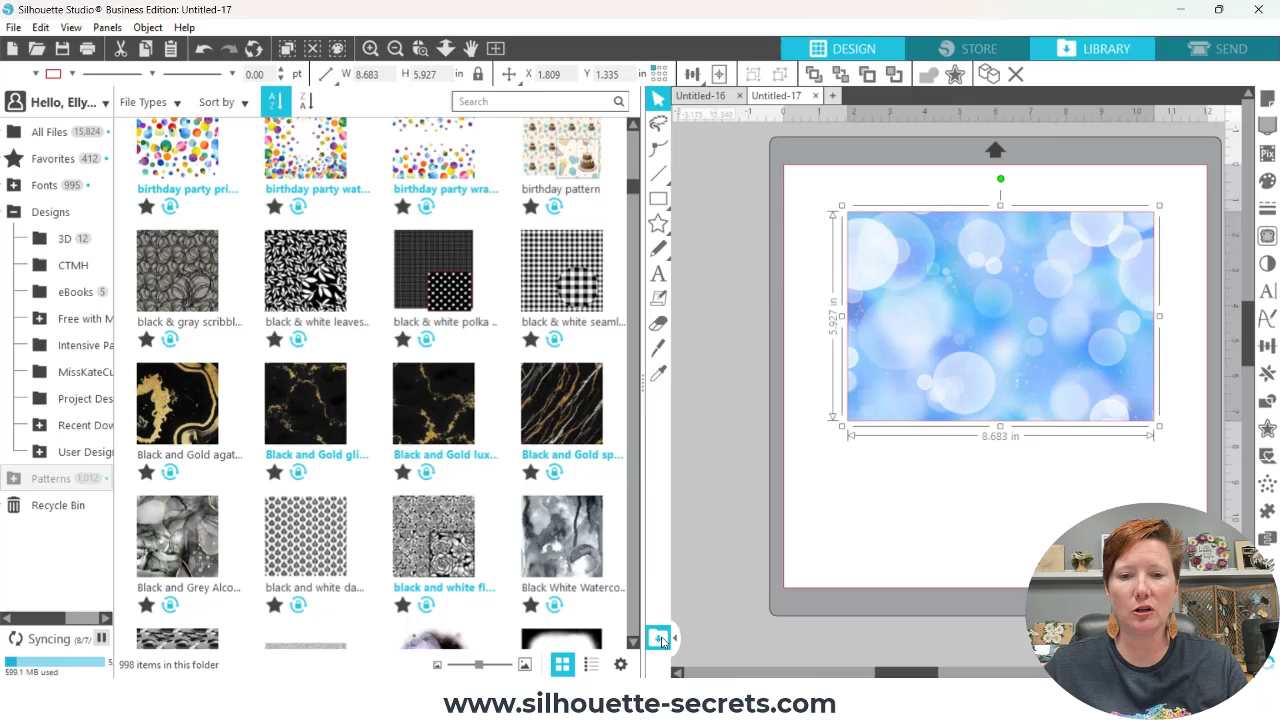 Silhouette Studio® Business Edition: Untitled-17
File Edit View Panels Object Help
DESIGN STORE LIBRARY SEND
0.00 pt W 8.683 H 5.927 in X 1.809 Y 1.335 in
Hello, Elly... File Types Sort by A Z Z A Search
Untitled-16 Untitled-17
All Files 15,824
Favorites 412
Fonts 995
Designs
3D 12
CTMH
eBooks 5
Free with M
Intensive Pa
MissKateCu
Project Des
Recent Dow
User Design
Patterns 1,012
Recycle Bin
birthday party pri... birthday party wat... birthday party wra... birthday pattern
black & gray scribbl... black & white leaves.. black & white polka .. black & white seaml...
Black and Gold agat... Black and Gold gli... Black and Gold lux... Black and Gold sp...
Black and Grey Alco... black and white da... black and white fl... Black White Waterco...
5.927 in
8.683 in
Syncing (8/7/
599.1 MB used
998 items in this folder
www.silhouette-secrets.com